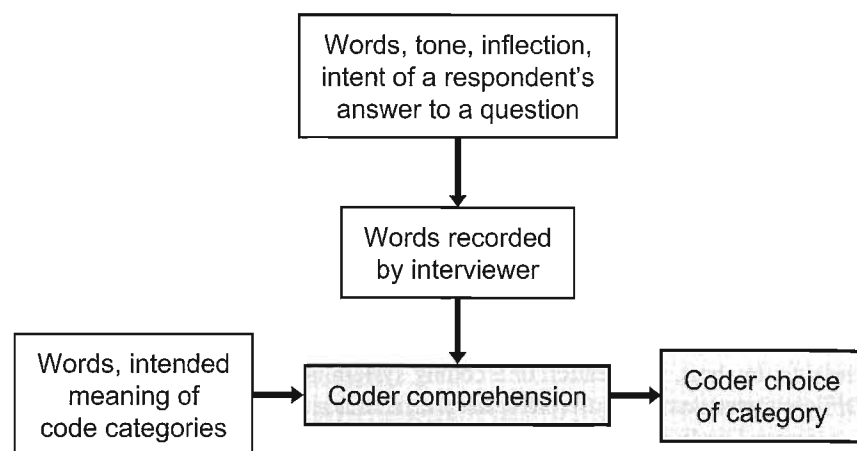 Words, tone, inflection,
intent of a respondent's
answer to a question
Words recorded
by interviewer
Words, intended
meaning of
code categories
Coder comprehension
Coder choice
of category